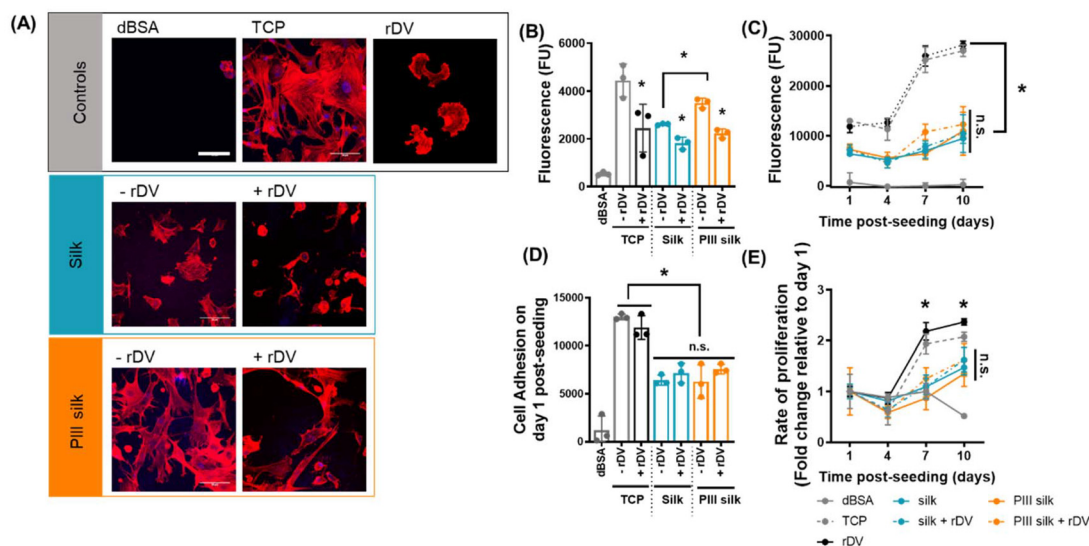 (A)
dBSA
TCP
rDV
Controls
- rDV
+ rDV
Silk
- rDV
+ rDV
PIII silk
(B)
Fluorescence (FU)
6000
4000
2000
0
*
*
*
*
dBSA
- rDV
+ rDV
- rDV
+ rDV
- rDV
+ rDV
TCP
Silk
PIII silk
(C)
Fluorescence (FU)
30000
20000
10000
0
n.s.
*
1
4
7
10
Time post-seeding (days)
(D)
Cell Adhesion on
day 1 post-seeding
15000
10000
5000
0
*
n.s.
dBSA
- rDV
+ rDV
- rDV
+ rDV
- rDV
+ rDV
TCP
Silk
PIII silk
(E)
Rate of proliferation
(Fold change relative to day 1)
3
2
1
0
*
*
n.s.
1
4
7
10
Time post-seeding (days)
dBSA
silk
PIII silk
TCP
silk + rDV
PIII silk + rDV
rDV